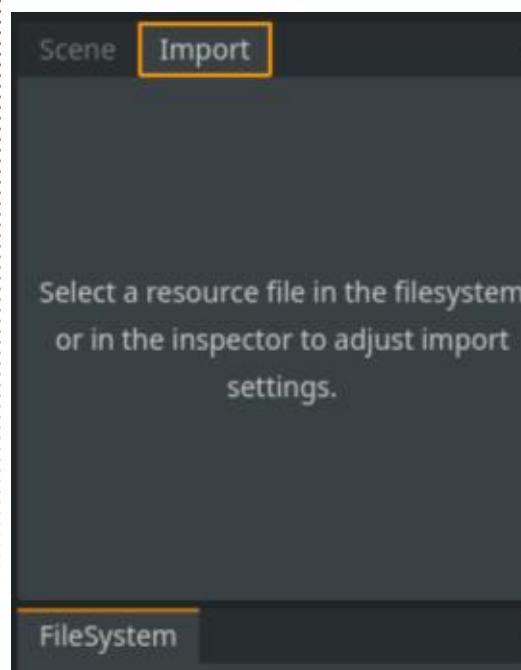 Scene Import
Select a resource file in the filesystem
or in the inspector to adjust import
settings.
FileSystem